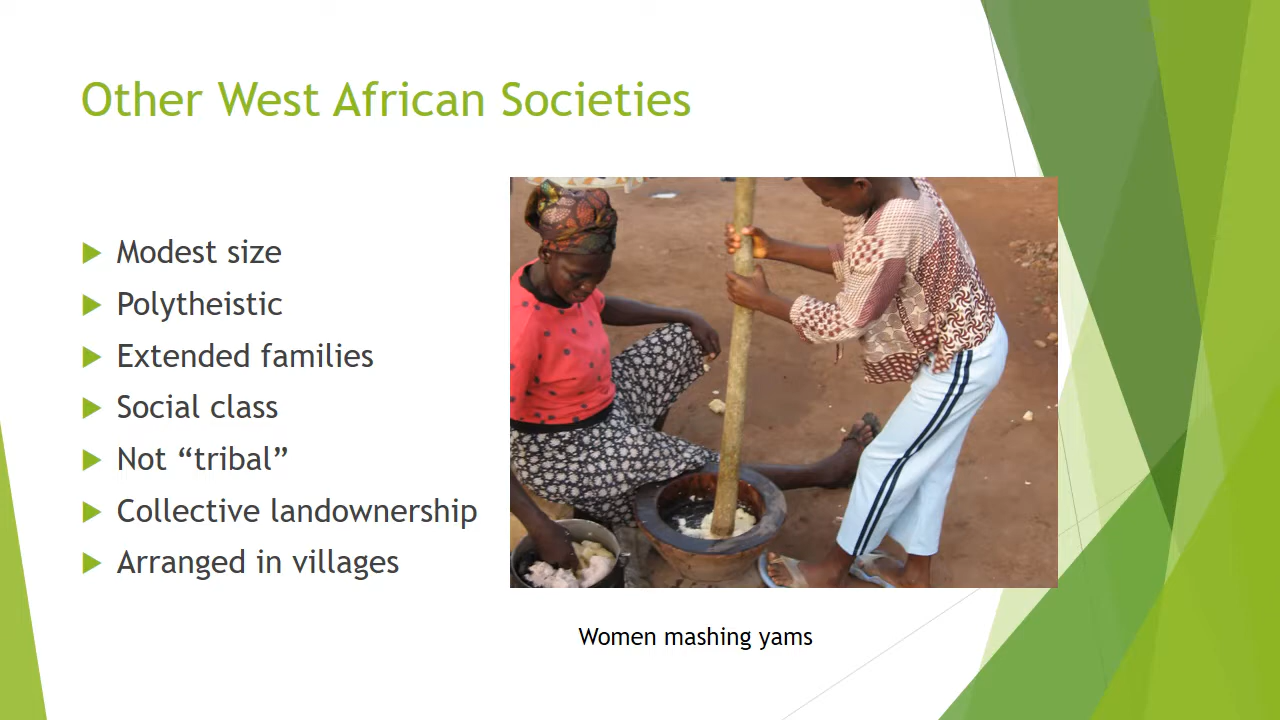 Other West African Societies
Modest size
Polytheistic
Extended families
Social class
Not “tribal”
Collective landownership
Arranged in villages
Women mashing yams